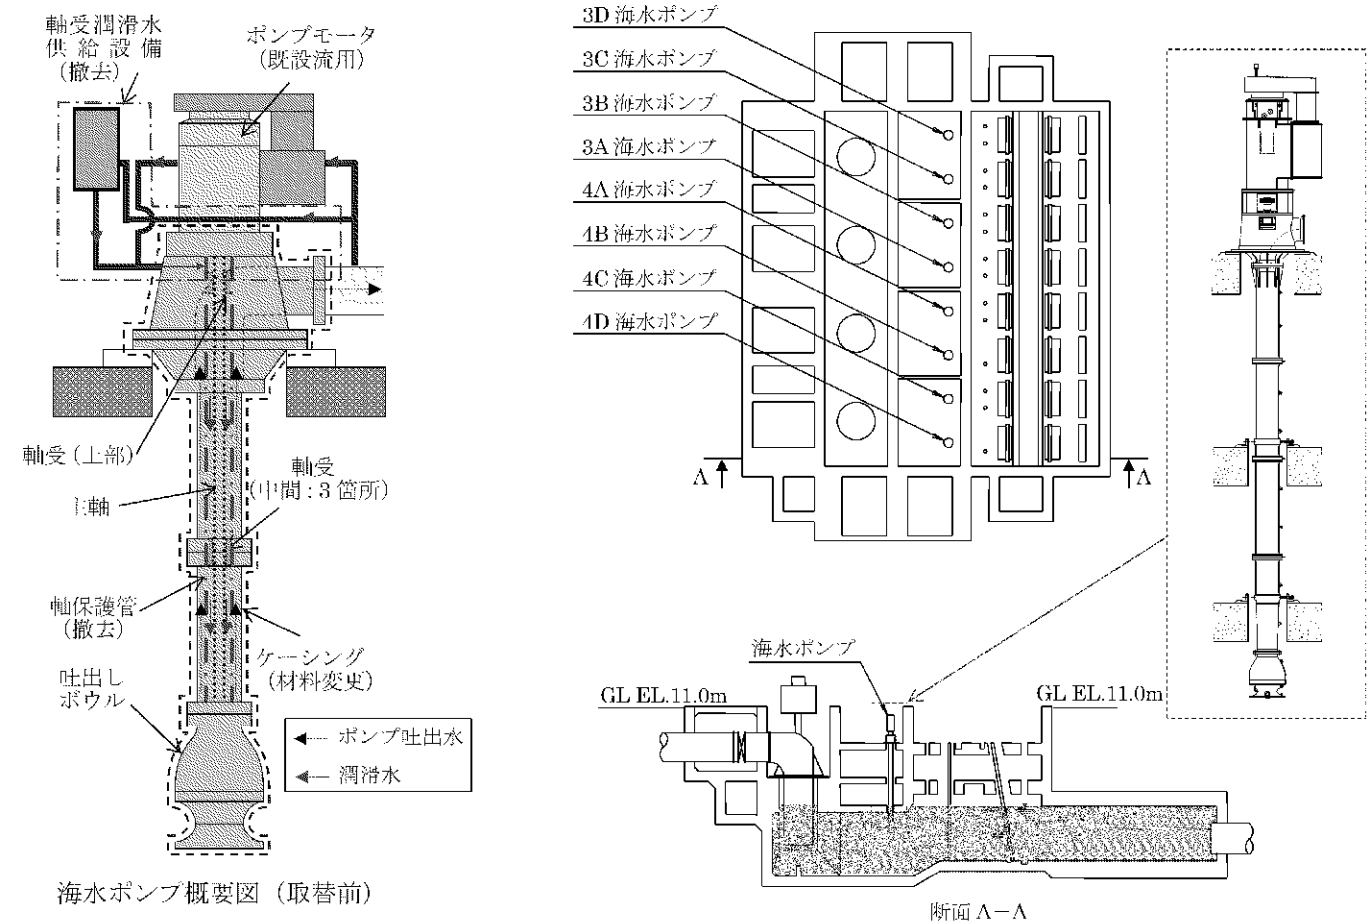 軸受潤滑水
供給設備
(撤去)
ポンプモータ
(既設流用)
軸受(上部)
主軸
軸受
(中間:3箇所)
軸保護管
(撤去)
ケーシング
(材料変更)
吐出し
ボウル
ポンプ吐出水
潤滑水
海水ポンプ概要図(取替前)
3D 海水ポンプ
3C 海水ポンプ
3B 海水ポンプ
3A 海水ポンプ
4A 海水ポンプ
4B 海水ポンプ
4C 海水ポンプ
4D 海水ポンプ
A
A
海水ポンプ
GL EL.11.0m
GL EL.11.0m
断面 A-A